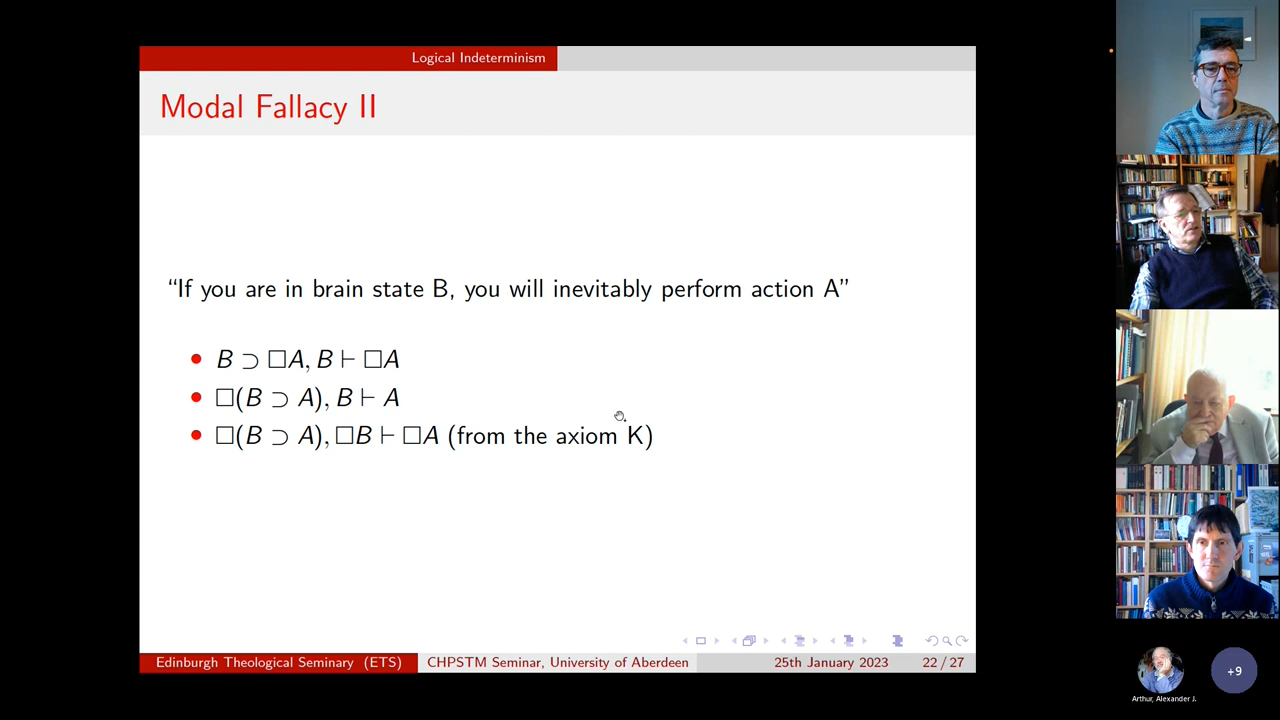 Logical Indeterminism
Modal Fallacy II
“If you are in brain state B, you will inevitably perform action A”
B ⊃ □A, B ⊢ □A
□(B ⊃ A), B ⊢ A
□(B ⊃ A), □B ⊢ □A (from the axiom K)
Edinburgh Theological Seminary (ETS) CHPSTM Seminar, University of Aberdeen 25th January 2023 22 / 27
Arthur, Alexander J.
+9